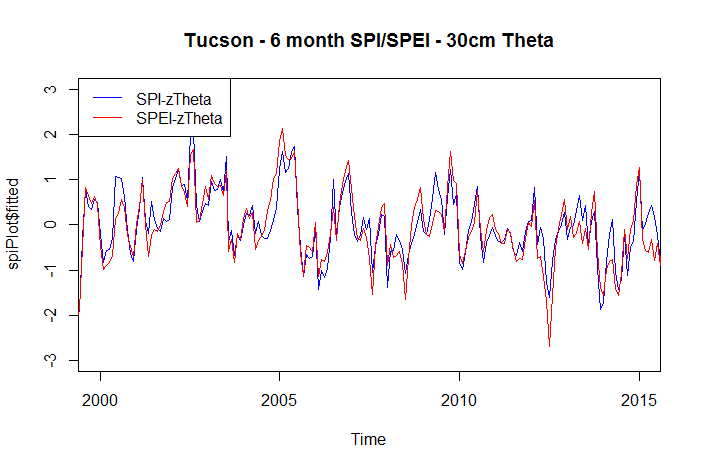 Tucson - 6 month SPI/SPEI - 30cm Theta
SPI-zTheta
SPEI-zTheta
spiPlot$fitted
3
2
1
0
-1
-2
-3
2000 2005 2010 2015
Time